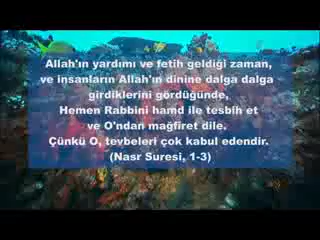 Allah'ın yardımı ve fetih geldiği zaman,
ve insanların Allah'ın dinine dalga dalga
girdiklerini gördüğünde,
Hemen Rabbini hamd ile tesbih et
ve O'ndan mağfiret dile.
Çünkü O, tevbeleri çok kabul edendir.
(Nasr Suresi, 1-3)